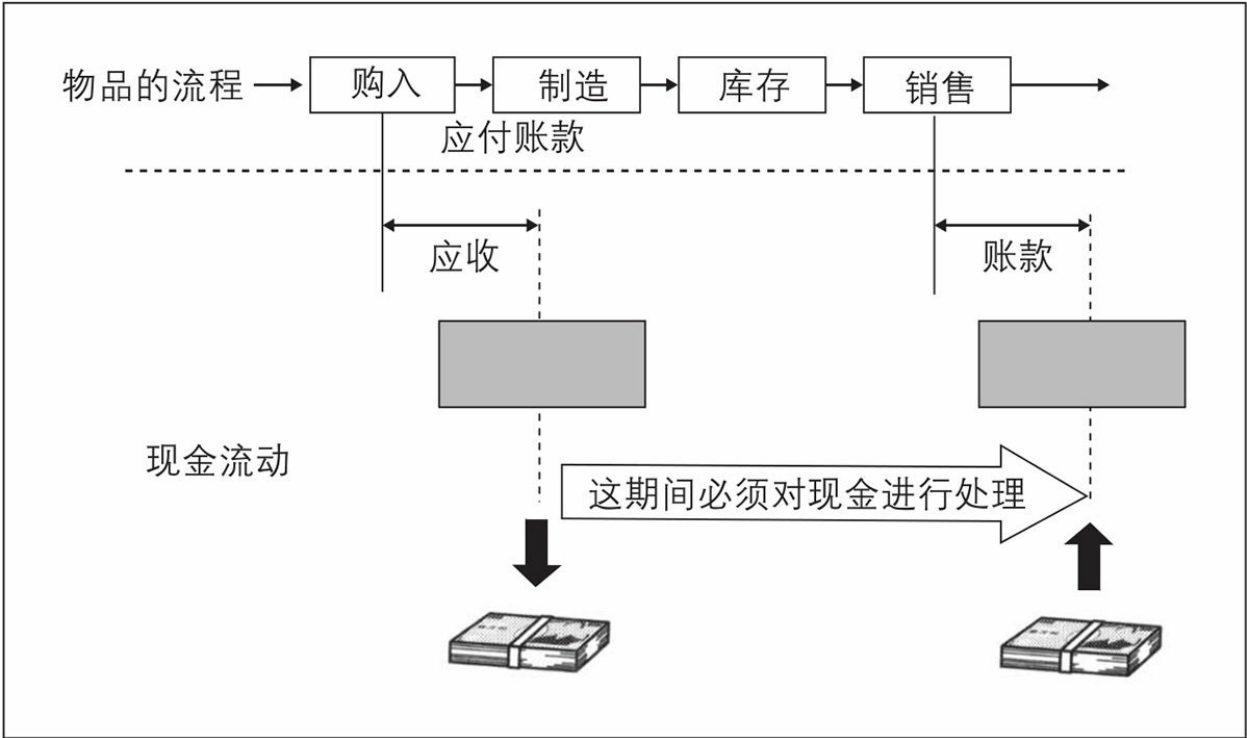 物品的流程 购入 制造 库存 销售
应付账款
应收 账款
现金流动
这期间必须对现金进行处理